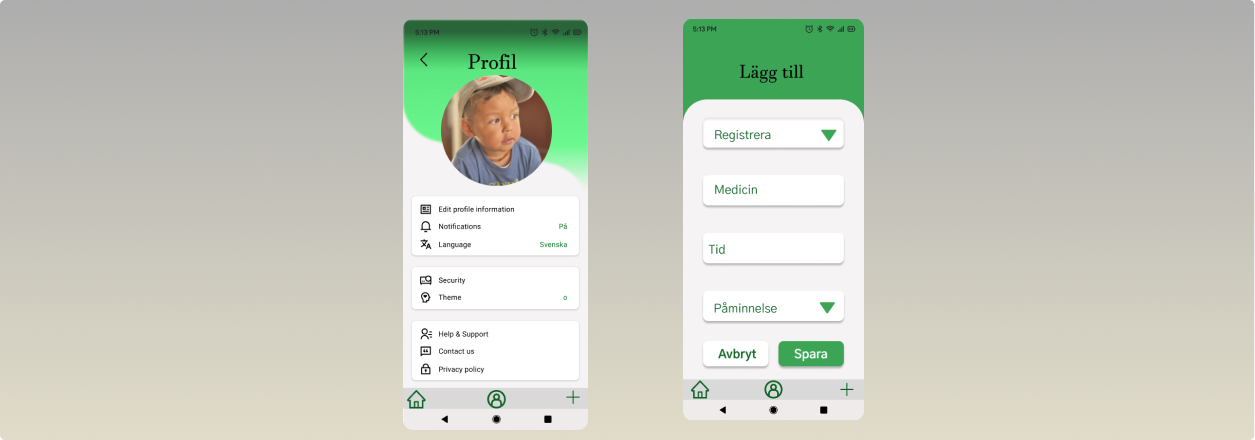 5:13 PM
Profil
Edit profile information
Notifications På
Language Svenska
Security
Theme o
Help & Support
Contact us
Privacy policy
5:13 PM
Lägg till
Registrera
Medicin
Tid
Påminnelse
Avbryt Spara